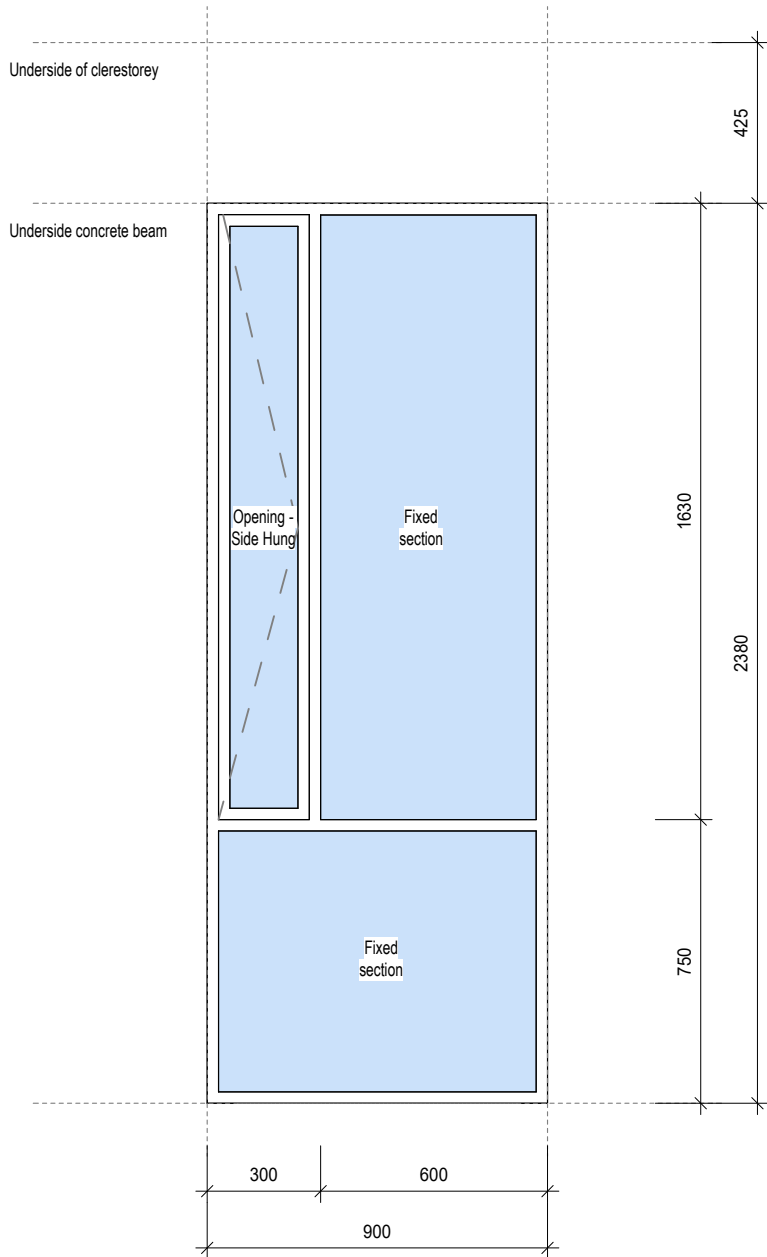 Underside of clerestorey
425
Underside concrete beam
Opening -
Side Hung
Fixed
section
1630
2380
Fixed
section
750
300
600
900